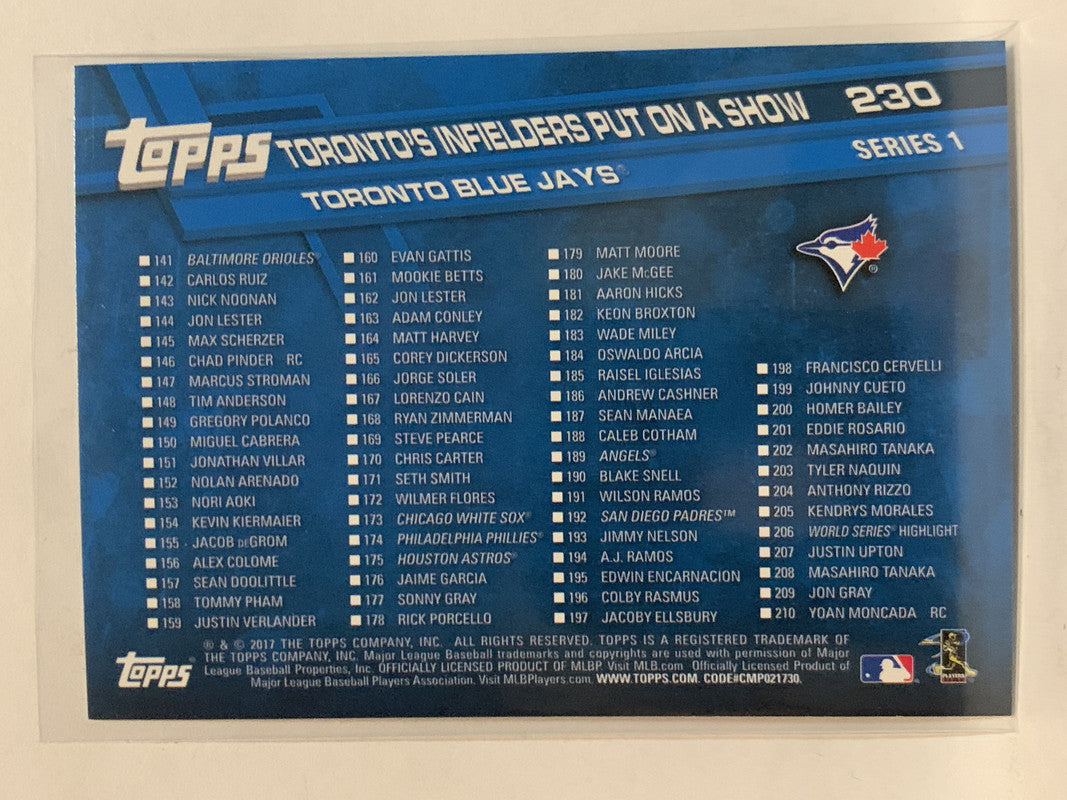 TOPPS TORONTO'S INFIELDERS PUT ON A SHOW 230
TORONTO BLUE JAYS® SERIES 1
141 BALTIMORE ORIOLES®
142 CARLOS RUIZ
143 NICK NOONAN
144 JON LESTER
145 MAX SCHERZER
146 CHAD PINDER RC
147 MARCUS STROMAN
148 TIM ANDERSON
149 GREGORY POLANCO
150 MIGUEL CABRERA
151 JONATHAN VILLAR
152 NOLAN ARENADO
153 NORI AOKI
154 KEVIN KIERMAIER
155 JACOB DEGROM
156 ALEX COLOME
157 SEAN DOOLITTLE
158 TOMMY PHAM
159 JUSTIN VERLANDER
160 EVAN GATTIS
161 MOOKIE BETTS
162 JON LESTER
163 ADAM CONLEY
164 MATT HARVEY
165 COREY DICKERSON
166 JORGE SOLER
167 LORENZO CAIN
168 RYAN ZIMMERMAN
169 STEVE PEARCE
170 CHRIS CARTER
171 SETH SMITH
172 WILMER FLORES
173 CHICAGO WHITE SOX®
174 PHILADELPHIA PHILLIES®
175 HOUSTON ASTROS®
176 JAIME GARCIA
177 SONNY GRAY
178 RICK PORCELLO
179 MATT MOORE
180 JAKE McGEE
181 AARON HICKS
182 KEON BROXTON
183 WADE MILEY
184 OSWALDO ARCIA
185 RAISEL IGLESIAS
186 ANDREW CASHNER
187 SEAN MANAEA
188 CALEB COTHAM
189 ANGELS®
190 BLAKE SNELL
191 WILSON RAMOS
192 SAN DIEGO PADRES™
193 JIMMY NELSON
194 A.J. RAMOS
195 EDWIN ENCARNACION
196 COLBY RASMUS
197 JACOBY ELLSBURY
198 FRANCISCO CERVELLI
199 JOHNNY CUETO
200 HOMER BAILEY
201 EDDIE ROSARIO
202 MASAHIRO TANAKA
203 TYLER NAQUIN
204 ANTHONY RIZZO
205 KENDRYS MORALES
206 WORLD SERIES® HIGHLIGHT
207 JUSTIN UPTON
208 MASAHIRO TANAKA
209 JON GRAY
210 YOAN MONCADA RC
® & © 2017 THE TOPPS COMPANY, INC. ALL RIGHTS RESERVED. TOPPS IS A REGISTERED TRADEMARK OF
THE TOPPS COMPANY, INC. Major League Baseball trademarks and copyrights are used with permission of Major
League Baseball Properties, Inc. OFFICIALLY LICENSED PRODUCT OF MLBP. Visit MLB.com. Officially Licensed Product of
Major League Baseball Players Association. Visit MLBPlayers.com. WWW.TOPPS.COM. CODE#CMP021730.
TOPPS
PLAYERS